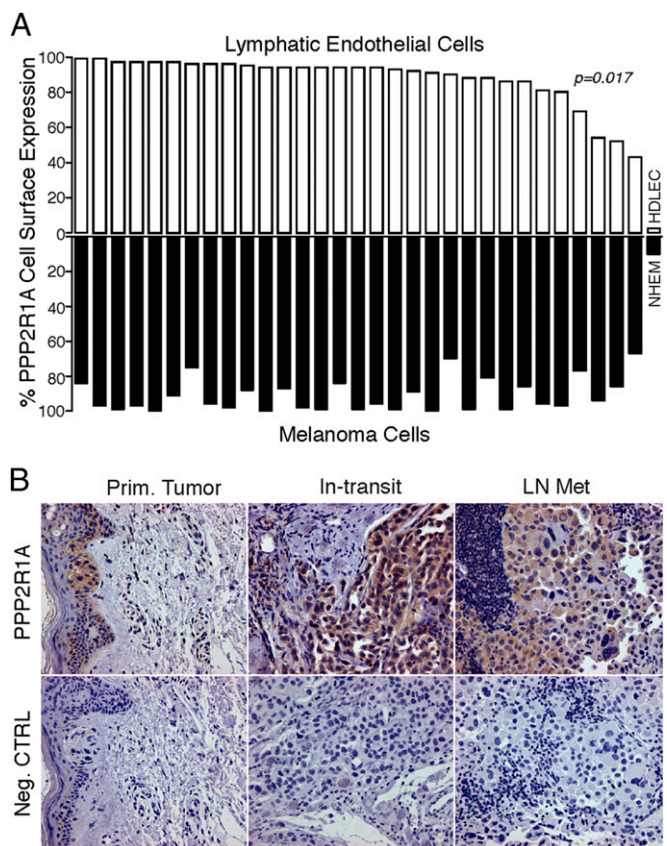 A
Lymphatic Endothelial Cells
p=0.017
% PPP2R1A Cell Surface Expression
100
80
60
40
20
0
20
40
60
80
100
HDLEC
NHEM
Melanoma Cells
B
Prim. Tumor
In-transit
LN Met
PPP2R1A
Neg. CTRL